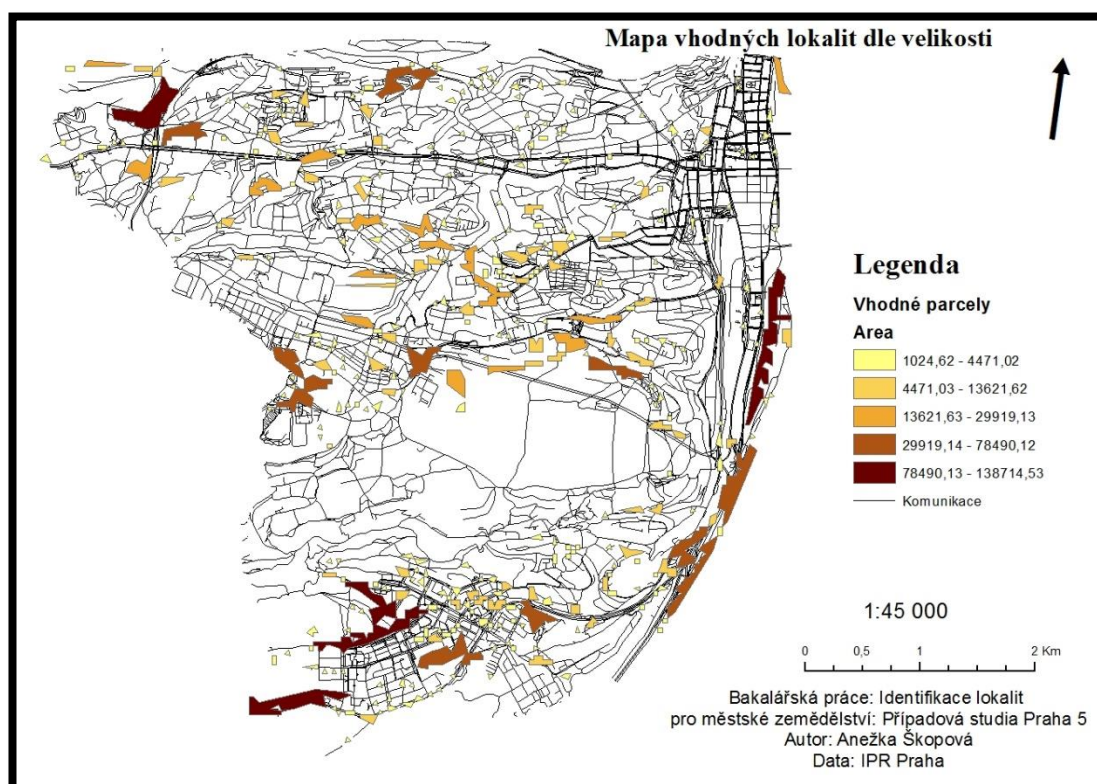 Mapa vhodných lokalit dle velikosti
Legenda
Vhodné parcely
Area
1024,62 - 4471,02
4471,03 - 13621,62
13621,63 - 29919,13
29919,14 - 78490,12
78490,13 - 138714,53
Komunikace
1:45 000
0 0,5 1 2 Km
Bakalářská práce: Identifikace lokalit
pro městské zemědělství: Případová studia Praha 5
Autor: Anežka Škopová
Data: IPR Praha